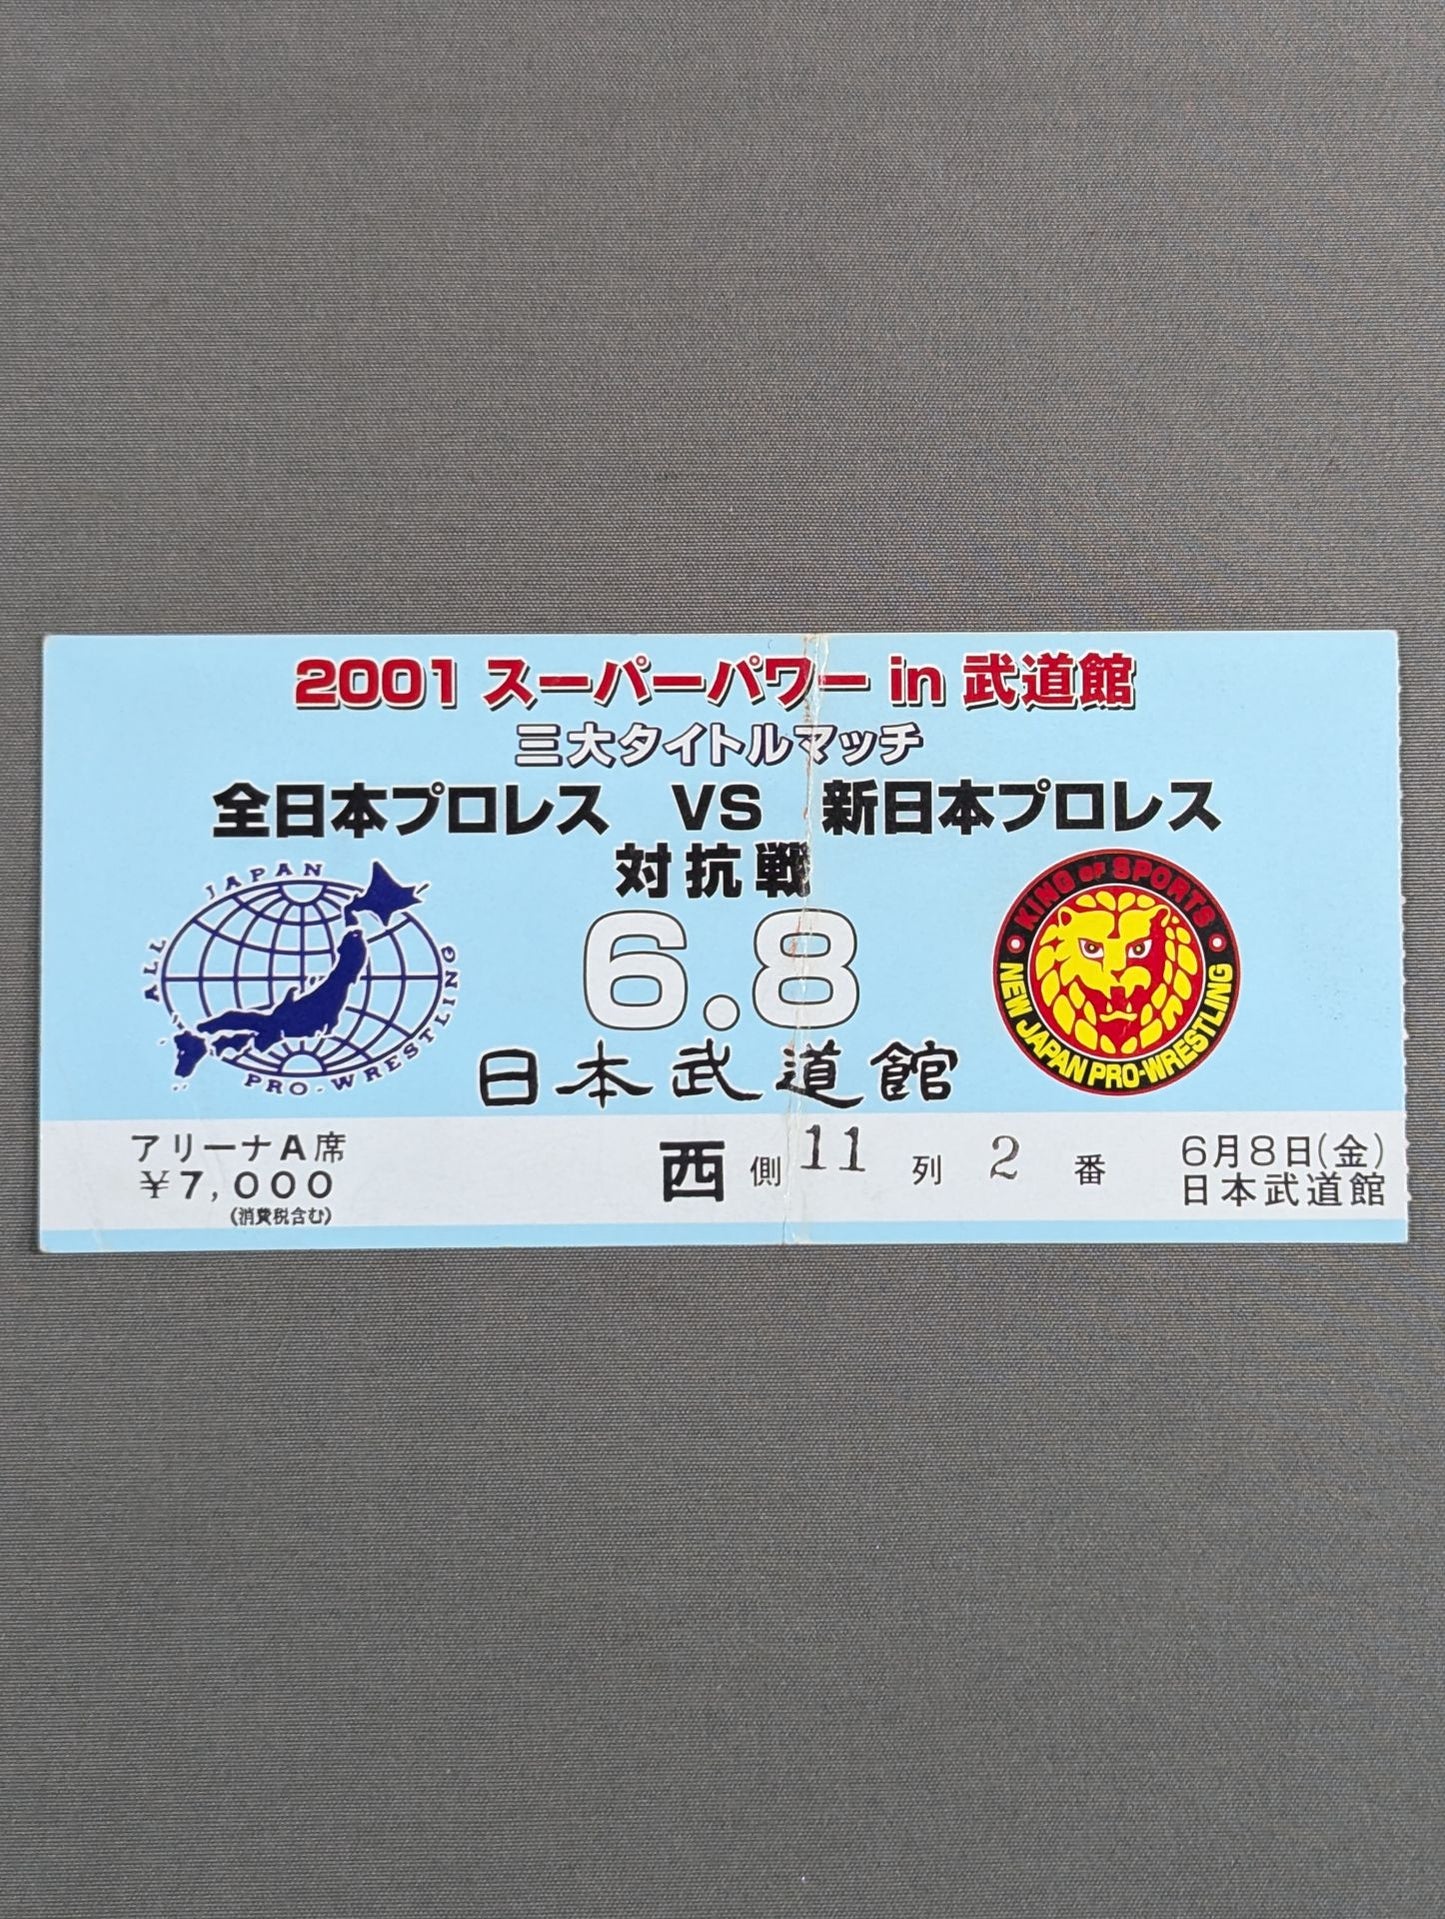 2001 スーパーパワー in 武道館
三大タイトルマッチ
全日本プロレス VS 新日本プロレス
対抗戦
ALL JAPAN PRO-WRESTLING
KING OF SPORTS
NEW JAPAN PRO-WRESTLING
6.8
日本武道館
アリーナA席
¥7,000
(消費税含む)
西側 11 列 2 番
6月8日(金)
日本武道館